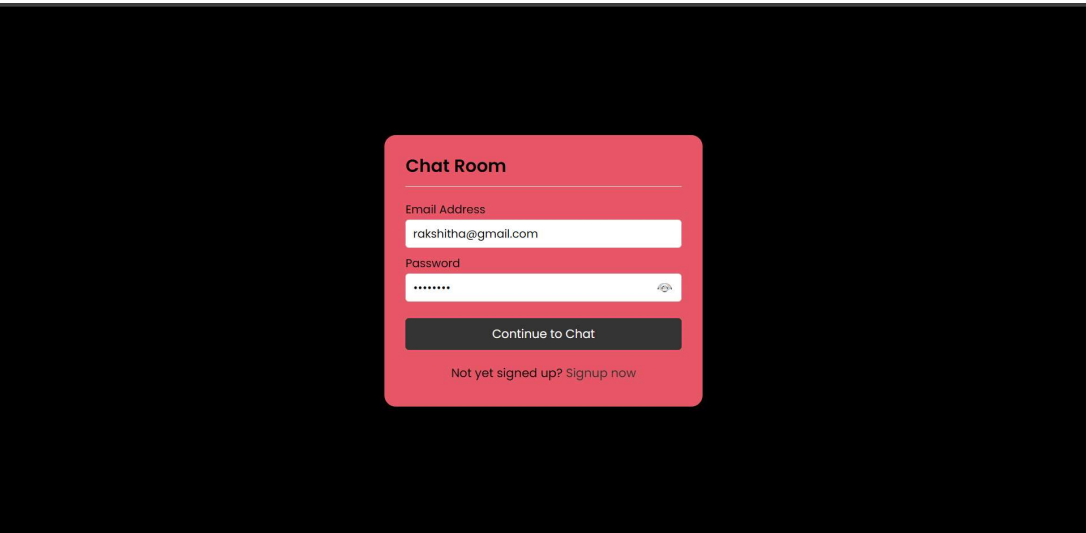 Chat Room
Email Address
rakshitha@gmail.com
Password
••••••••
Continue to Chat
Not yet signed up? Signup now